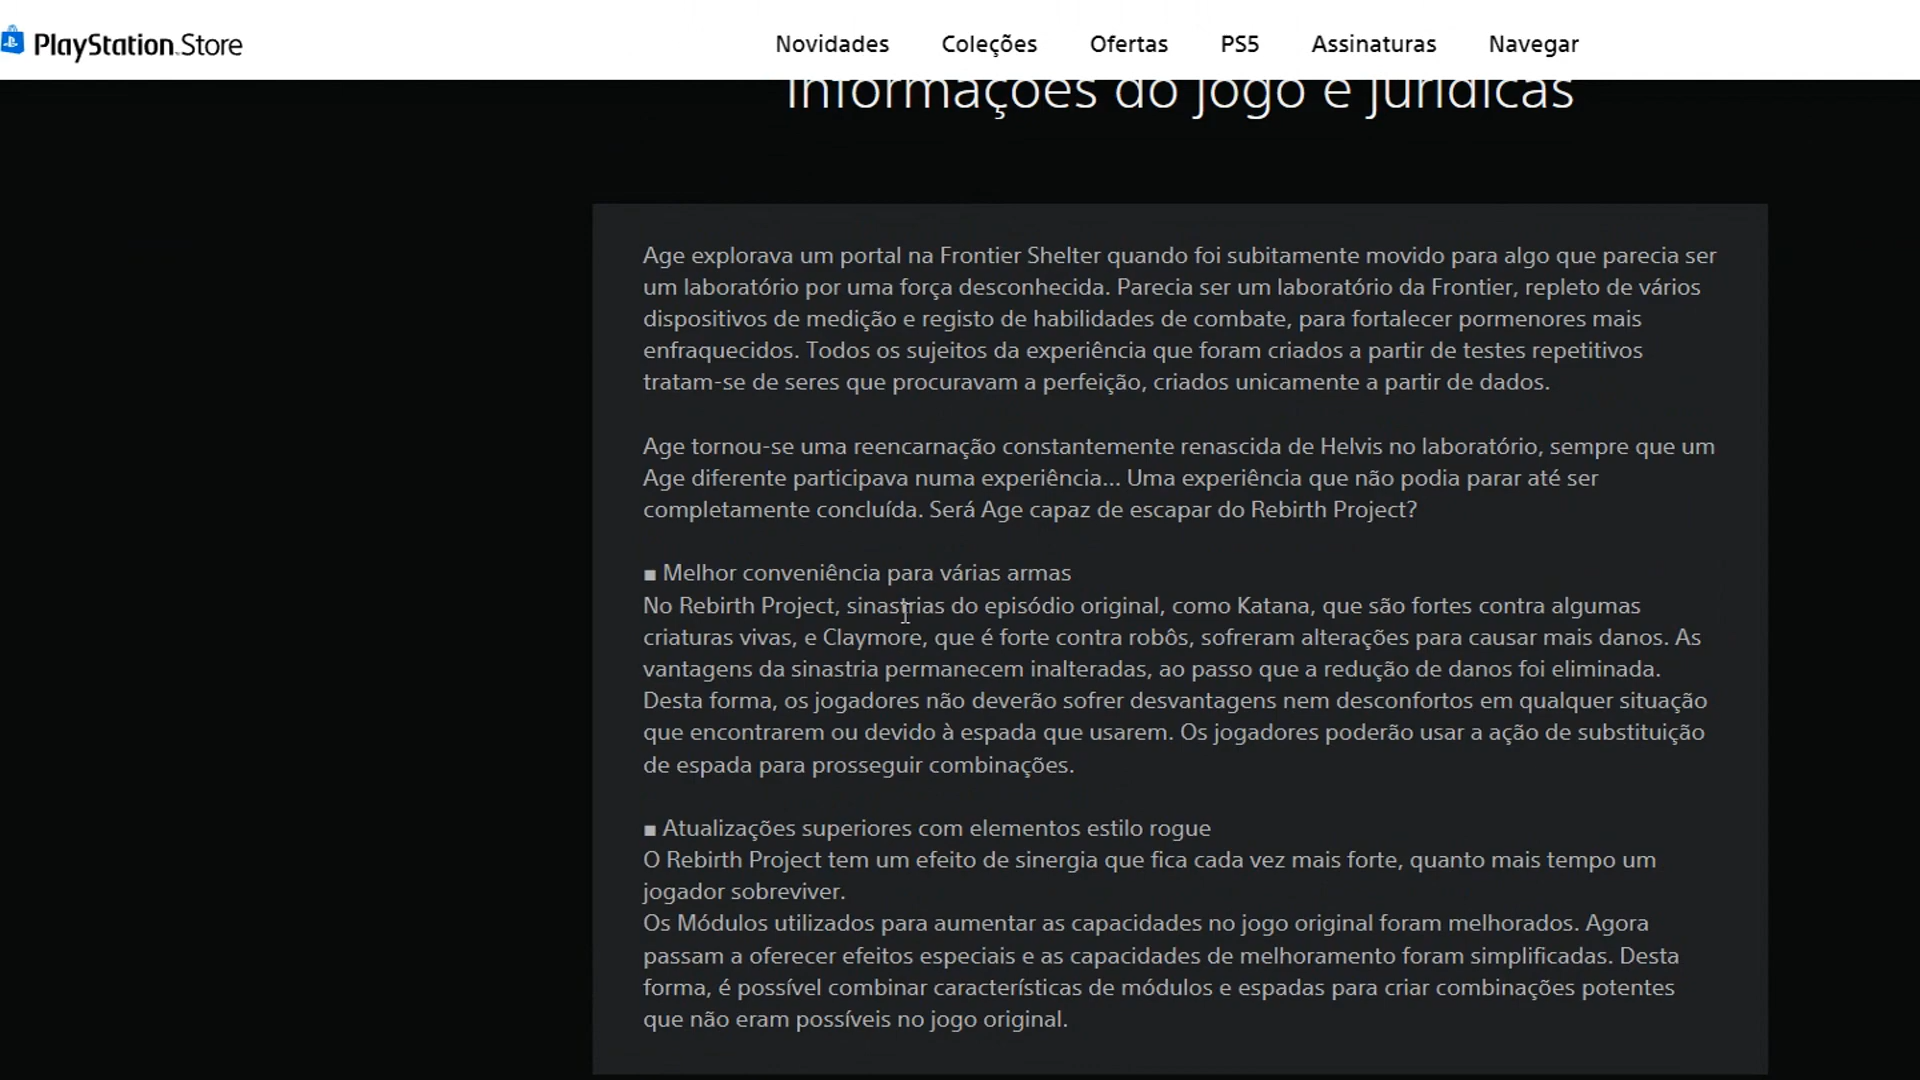 PlayStation.Store
Novidades Coleções Ofertas PS5 Assinaturas Navegar
Informações do jogo e jurídicas
Age explorava um portal na Frontier Shelter quando foi subitamente movido para algo que parecia ser
um laboratório por uma força desconhecida. Parecia ser um laboratório da Frontier, repleto de vários
dispositivos de medição e registo de habilidades de combate, para fortalecer pormenores mais
enfraquecidos. Todos os sujeitos da experiência que foram criados a partir de testes repetitivos
tratam-se de seres que procuravam a perfeição, criados unicamente a partir de dados.
Age tornou-se uma reencarnação constantemente renascida de Helvis no laboratório, sempre que um
Age diferente participava numa experiência... Uma experiência que não podia parar até ser
completamente concluída. Será Age capaz de escapar do Rebirth Project?
■ Melhor conveniência para várias armas
No Rebirth Project, sinastrias do episódio original, como Katana, que são fortes contra algumas
criaturas vivas, e Claymore, que é forte contra robôs, sofreram alterações para causar mais danos. As
vantagens da sinastria permanecem inalteradas, ao passo que a redução de danos foi eliminada.
Desta forma, os jogadores não deverão sofrer desvantagens nem desconfortos em qualquer situação
que encontrarem ou devido à espada que usarem. Os jogadores poderão usar a ação de substituição
de espada para prosseguir combinações.
■ Atualizações superiores com elementos estilo rogue
O Rebirth Project tem um efeito de sinergia que fica cada vez mais forte, quanto mais tempo um
jogador sobreviver.
Os Módulos utilizados para aumentar as capacidades no jogo original foram melhorados. Agora
passam a oferecer efeitos especiais e as capacidades de melhoramento foram simplificadas. Desta
forma, é possível combinar características de módulos e espadas para criar combinações potentes
que não eram possíveis no jogo original.